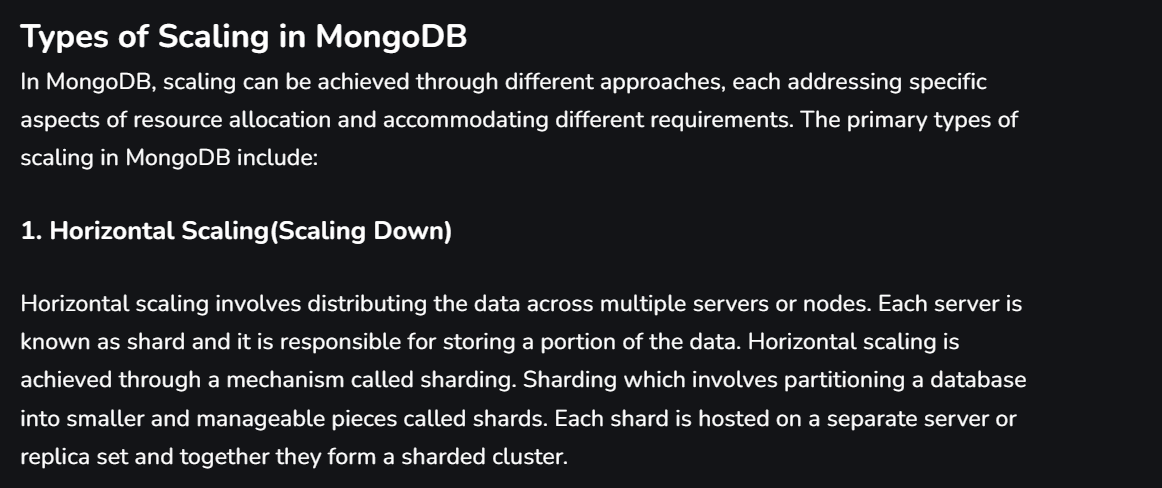 Types of Scaling in MongoDB
In MongoDB, scaling can be achieved through different approaches, each addressing specific
aspects of resource allocation and accommodating different requirements. The primary types of
scaling in MongoDB include:
1. Horizontal Scaling(Scaling Down)
Horizontal scaling involves distributing the data across multiple servers or nodes. Each server is
known as shard and it is responsible for storing a portion of the data. Horizontal scaling is
achieved through a mechanism called sharding. Sharding which involves partitioning a database
into smaller and manageable pieces called shards. Each shard is hosted on a separate server or
replica set and together they form a sharded cluster.